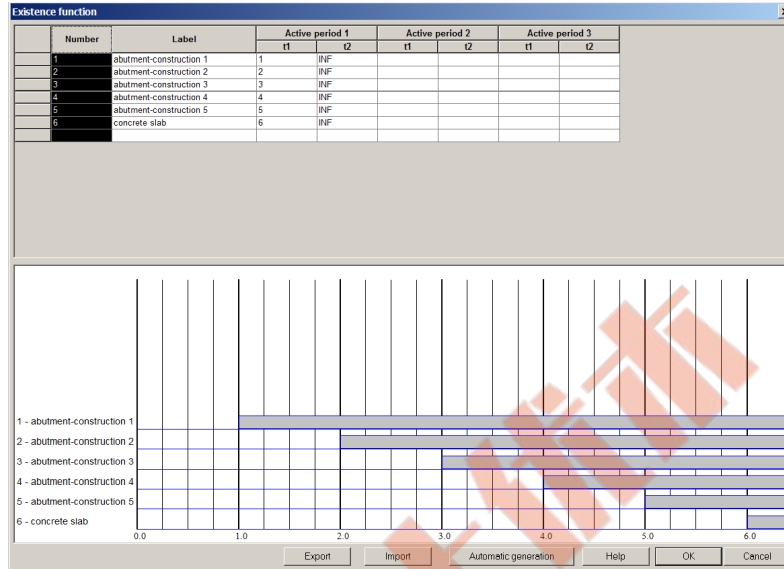 Existence function
Number Label Active period 1 Active period 2 Active period 3
t1 t2 t1 t2 t1 t2
1 abutment-construction 1 1 INF
2 abutment-construction 2 2 INF
3 abutment-construction 3 3 INF
4 abutment-construction 4 4 INF
5 abutment-construction 5 5 INF
6 concrete slab 6 INF
1 - abutment-construction 1
2 - abutment-construction 2
3 - abutment-construction 3
4 - abutment-construction 4
5 - abutment-construction 5
6 - concrete slab
0.0 1.0 2.0 3.0 4.0 5.0 6.0
Export Import Automatic generation Help OK Cancel